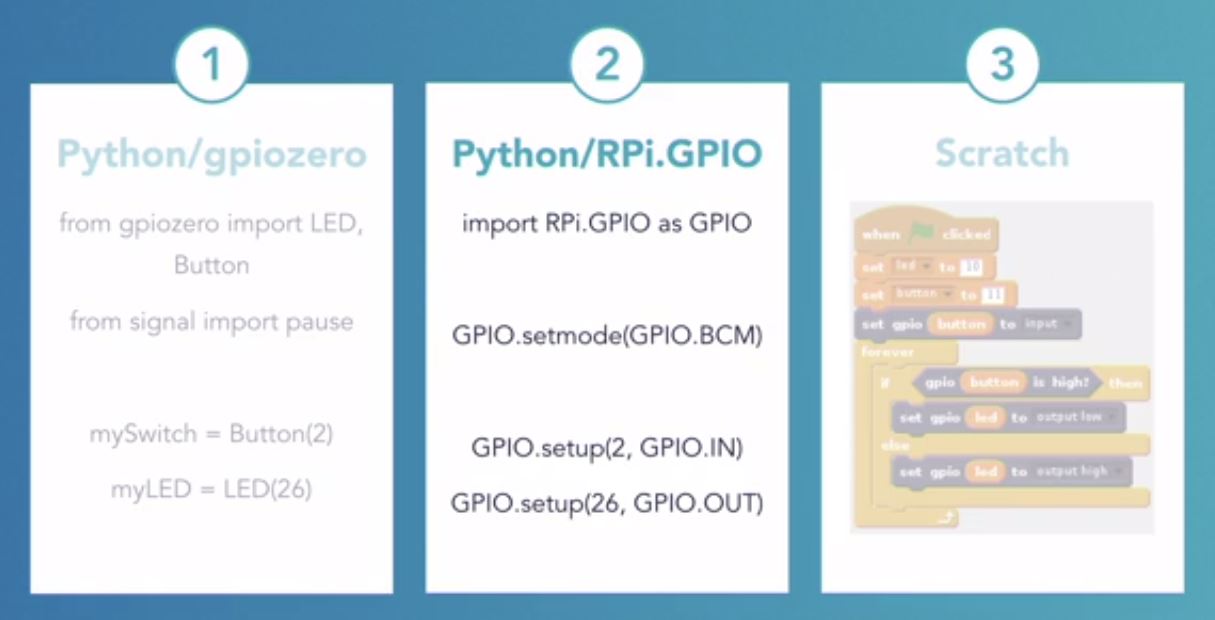 1
Python/gpiozero
from gpiozero import LED,
Button
from signal import pause
mySwitch = Button(2)
myLED = LED(26)
2
Python/RPi.GPIO
import RPi.GPIO as GPIO
GPIO.setmode(GPIO.BCM)
GPIO.setup(2, GPIO.IN)
GPIO.setup(26, GPIO.OUT)
3
Scratch
when clicked
set led to 10
set button to 11
set gpio button to input
forever
if gpio button is high? then
set gpio led to output low
else
set gpio led to output high